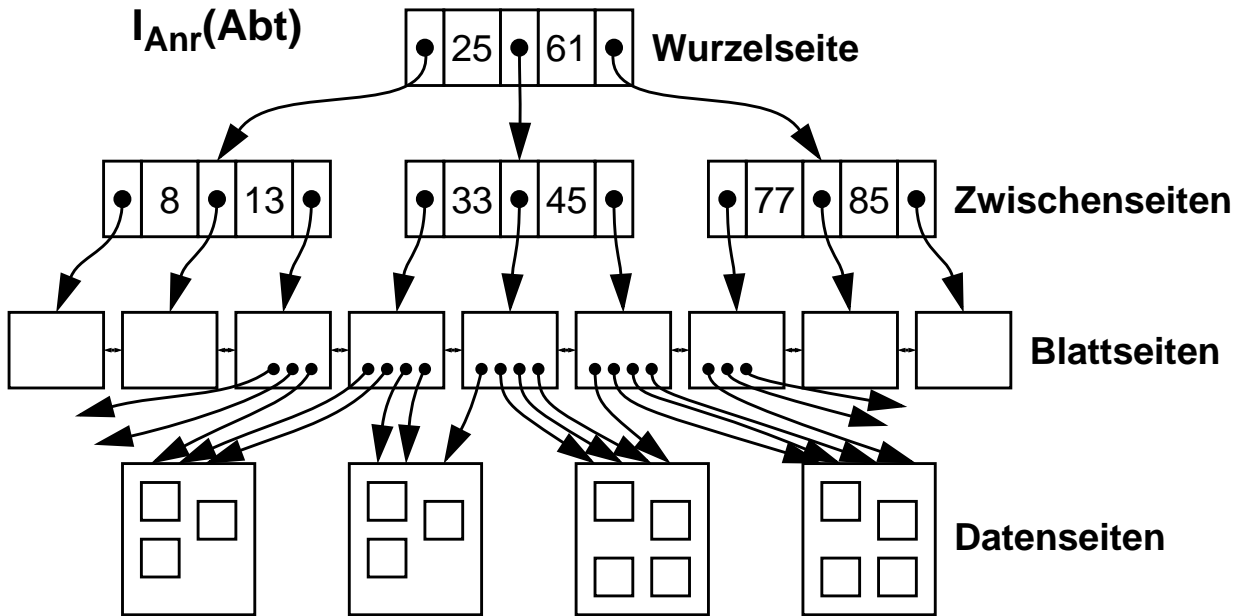 I_Anr(Abt)
25 61 Wurzelseite
8 13 33 45 77 85 Zwischenseiten
Blattseiten
Datenseiten